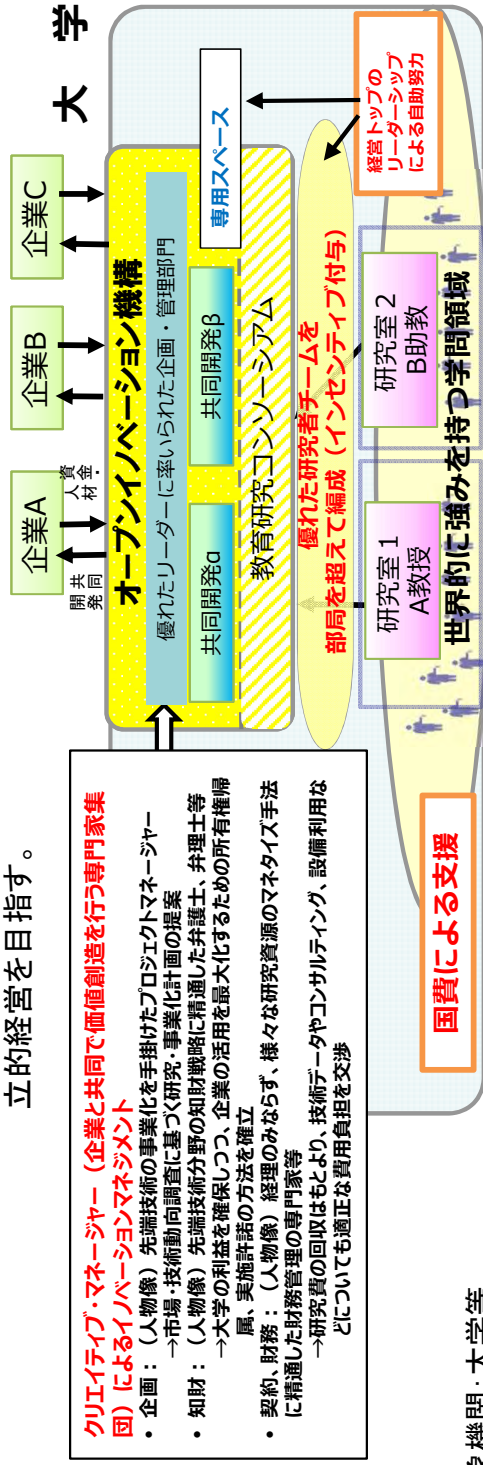 立的経営を目指す。
クリエイティブ・マネージャー（企業と共同で価値創造を行う専門家集
団）によるイノベーションマネジメント
• 企画：（人物像）先端技術の事業化を手掛けたプロジェクトマネージャー
→市場・技術動向調査に基づく研究・事業化計画の提案
• 知財：（人物像）先端技術分野の知財戦略に精通した弁護士、弁理士等
→大学の利益を確保しつつ、企業の活用を最大化するための所有権帰
属、実施許諾の方法を確立
• 契約、財務：（人物像）経理のみならず、様々な研究資源のマネタイズ手法
に精通した財務管理の専門家等
→研究費の回収はもとより、技術データやコンサルティング、設備利用な
どについても適正な費用負担を交渉
国費による支援
企業A
企業B
企業C
共同
開発
資金・
人材
大学
オープンイノベーション機構
優れたリーダーに率いられた企画・管理部門
共同開発α
共同開発β
専用スペース
教育研究コンソーシアム
優れた研究者チームを
部局を超えて編成（インセンティブ付与）
経営トップの
リーダーシップ
による自助努力
研究室１
A教授
研究室２
B助教
世界的に強みを持つ学問領域
機関・大学等